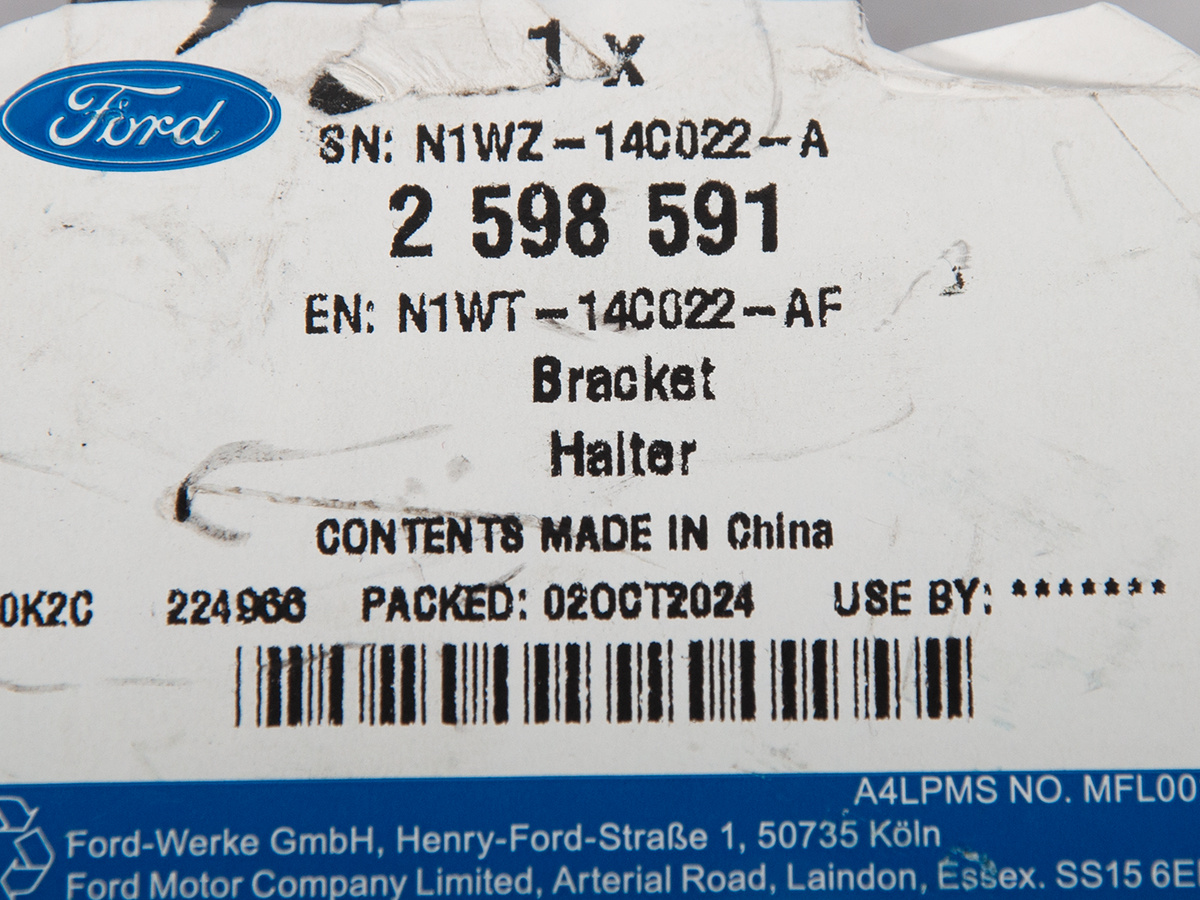 1 x
Ford
SN: N1WZ-14C022-A
2 598 591
EN: N1WT-14C022-AF
Bracket
Halter
CONTENTS MADE IN China
0K2C 224966 PACKED: 02OCT2024 USE BY: *******
A4LPMS NO. MFL00
Ford-Werke GmbH, Henry-Ford-Straße 1, 50735 Köln
Ford Motor Company Limited, Arterial Road, Laindon, Essex. SS15 6E